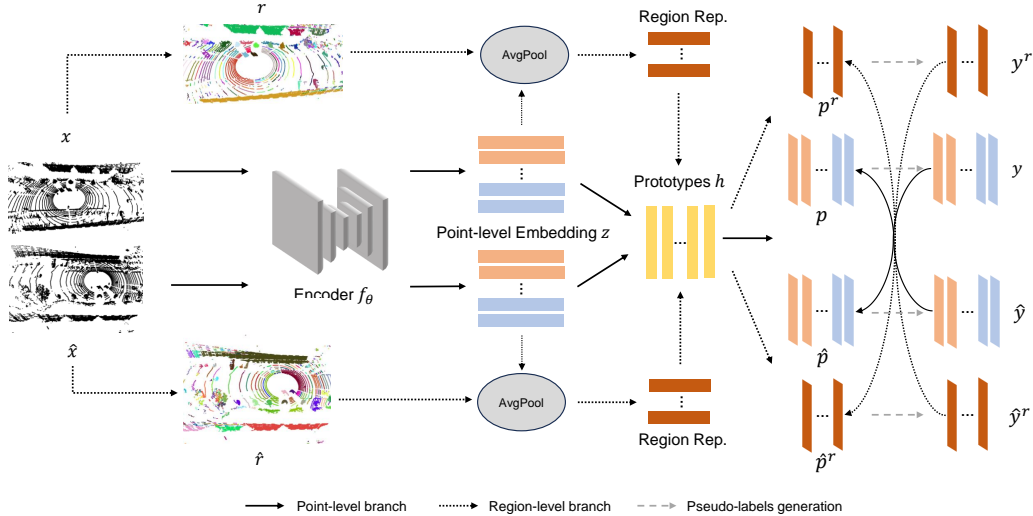 r
Region Rep.
AvgPool
x
p^r
y^r
Prototypes h
p
y
Point-level Embedding z
Encoder f_θ
x̂
p̂
ŷ
AvgPool
Region Rep.
r̂
p̂^r
ŷ^r
Point-level branch
Region-level branch
Pseudo-labels generation